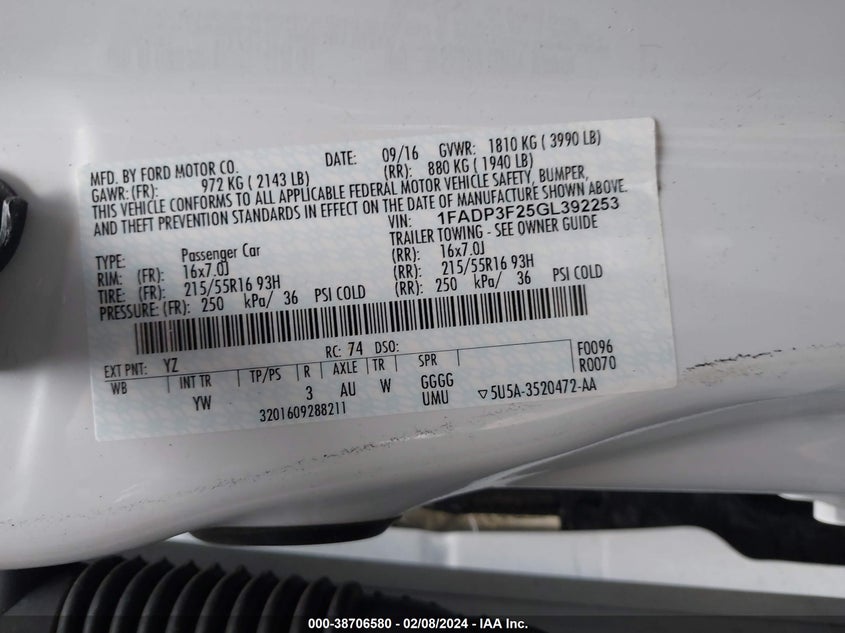 MFD. BY FORD MOTOR CO. DATE: 09/16 GVWR: 1810 KG ( 3990 LB)
GAWR: (FR): 972 KG ( 2143 LB) (RR): 880 KG ( 1940 LB)
THIS VEHICLE CONFORMS TO ALL APPLICABLE FEDERAL MOTOR VEHICLE SAFETY, BUMPER,
AND THEFT PREVENTION STANDARDS IN EFFECT ON THE DATE OF MANUFACTURE SHOWN ABOVE.
VIN: 1FADP3F25GL392253
TYPE: Passenger Car TRAILER TOWING - SEE OWNER GUIDE
RIM: (FR): 16x7.0J (RR): 16x7.0J
TIRE: (FR): 215/55R16 93H (RR): 215/55R16 93H
PRESSURE: (FR): 250 kPa/ 36 PSI COLD (RR): 250 kPa/ 36 PSI COLD
EXT PNT: YZ RC: 74 DSO: F0096
WB INT TR TP/PS R AXLE TR SPR R0070
YW 3 AU W GGGG
3201609288211 UMU ▽5U5A-3520472-AA
000-38706580 - 02/08/2024 - IAA Inc.